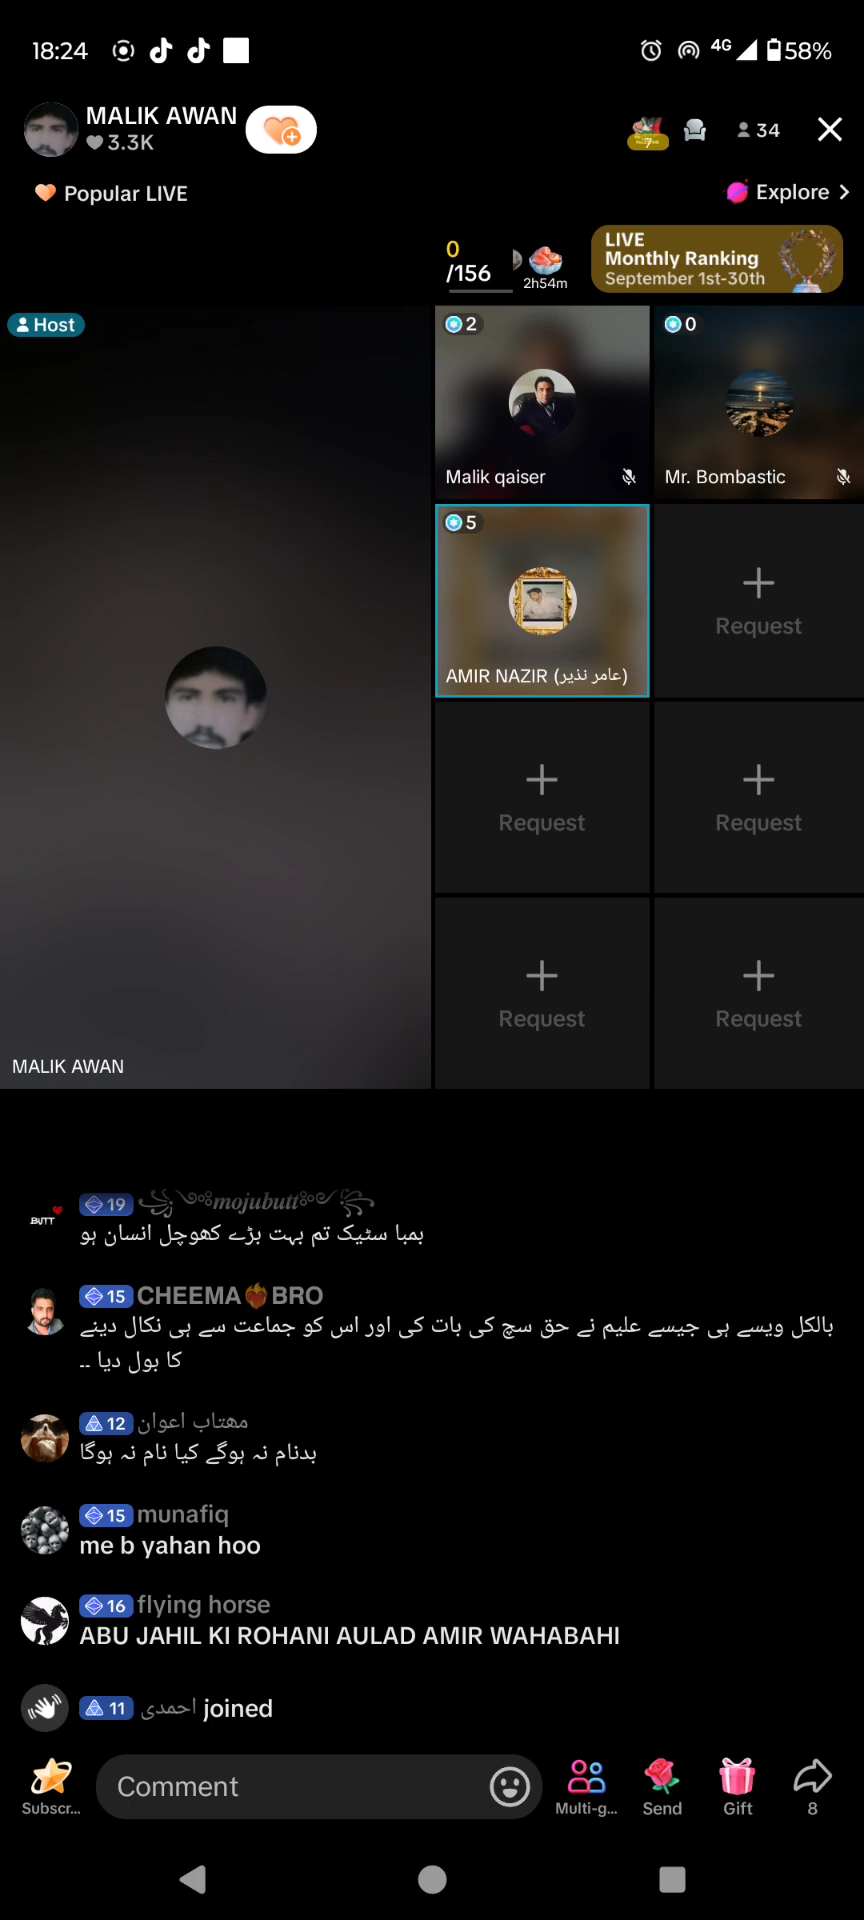 18:24
4G
58%
MALIK AWAN
3.3K
34
Popular LIVE
Explore
0
/156
2h54m
LIVE
Monthly Ranking
September 1st-30th
Host
2
0
Malik qaiser
Mr. Bombastic
5
AMIR NAZIR (عامر نذیر)
Request
Request
Request
Request
Request
MALIK AWAN
19 mojubutt
BUTT
بمبا سٹیک تم بہت بڑے کھوچل انسان ہو
15 CHEEMA❤️‍🔥BRO
بالکل ویسے ہی جیسے علیم نے حق سچ کی بات کی اور اس کو جماعت سے ہی نکال دینے
کا بول دیا ۔۔
12 مھتاب اعوان
بدنام نہ ہوگے کیا نام نہ ہوگا
15 munafiq
me b yahan hoo
16 flying horse
ABU JAHIL KI ROHANI AULAD AMIR WAHABAHI
11 احمدی joined
Comment
Subscr...
Multi-g...
Send
Gift
8